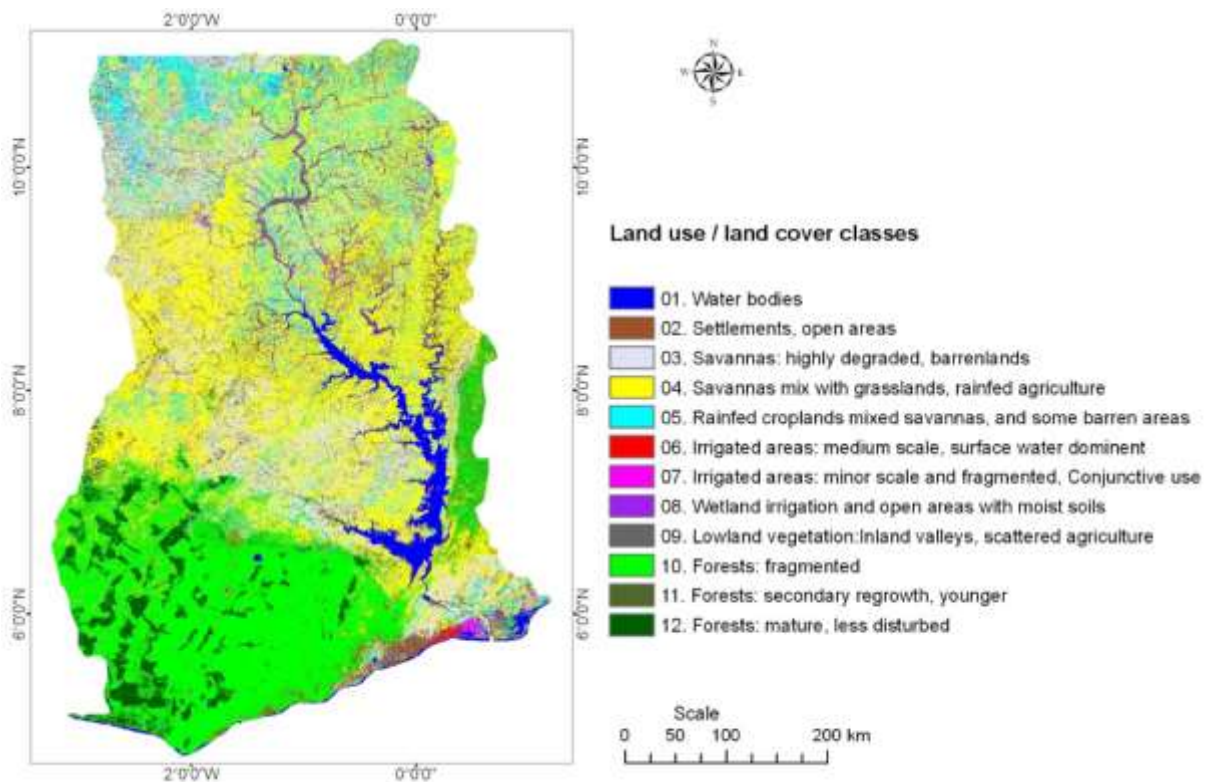 2°0'0"W 0°0'0"
N
W E
S
10°0'0"N 10°0'0"N
8°0'0"N 8°0'0"N
6°0'0"N 6°0'0"N
2°0'0"W 0°0'0"
Land use / land cover classes
01. Water bodies
02. Settlements, open areas
03. Savannas: highly degraded, barrenlands
04. Savannas mix with grasslands, rainfed agriculture
05. Rainfed croplands mixed savannas, and some barren areas
06. Irrigated areas: medium scale, surface water dominent
07. Irrigated areas: minor scale and fragmented, Conjunctive use
08. Wetland irrigation and open areas with moist soils
09. Lowland vegetation:Inland valleys, scattered agriculture
10. Forests: fragmented
11. Forests: secondary regrowth, younger
12. Forests: mature, less disturbed
Scale
0 50 100 200 km